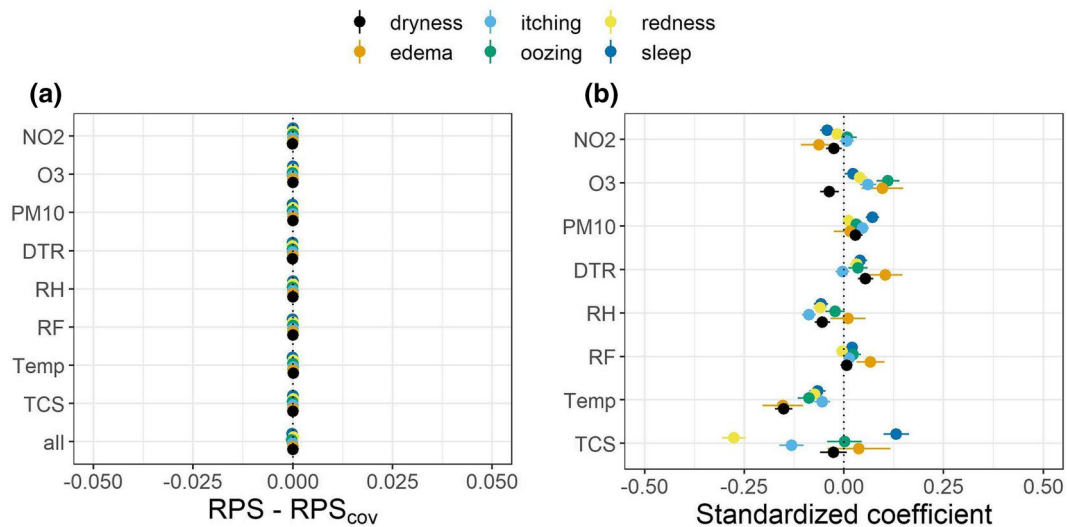 dryness itching redness
edema oozing sleep
(a)
NO2
O3
PM10
DTR
RH
RF
Temp
TCS
all
-0.050 -0.025 0.000 0.025 0.050
RPS - RPScov
(b)
NO2
O3
PM10
DTR
RH
RF
Temp
TCS
-0.50 -0.25 0.00 0.25 0.50
Standardized coefficient